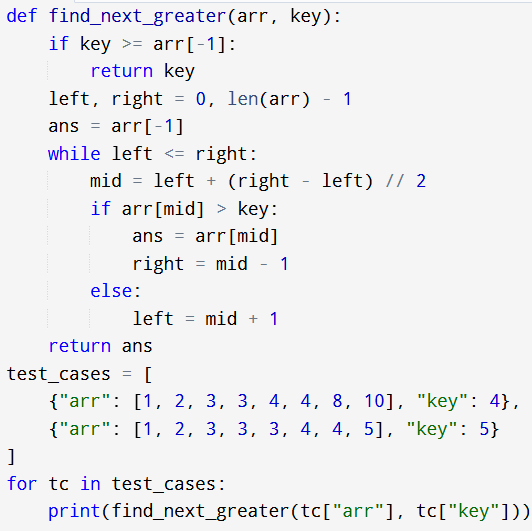 def find_next_greater(arr, key):
    if key >= arr[-1]:
        return key
    left, right = 0, len(arr) - 1
    ans = arr[-1]
    while left <= right:
        mid = left + (right - left) // 2
        if arr[mid] > key:
            ans = arr[mid]
            right = mid - 1
        else:
            left = mid + 1
    return ans
test_cases = [
    {"arr": [1, 2, 3, 3, 4, 4, 8, 10], "key": 4},
    {"arr": [1, 2, 3, 3, 3, 4, 4, 5], "key": 5}
]
for tc in test_cases:
    print(find_next_greater(tc["arr"], tc["key"]))